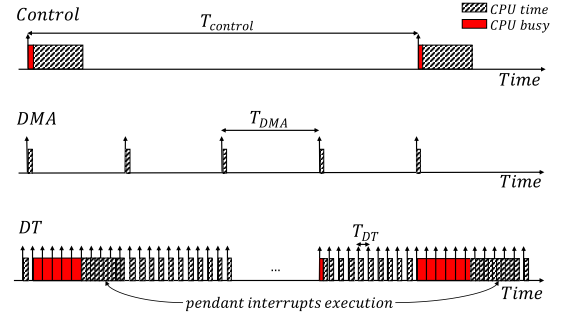 Control
T_control
CPU time
CPU busy
Time
DMA
T_DMA
Time
DT
T_DT
...
Time
pendant interrupts execution